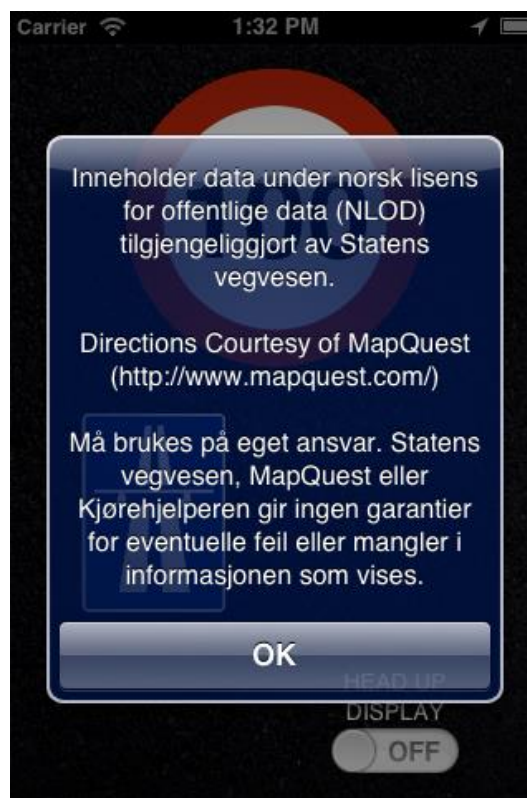 Carrier 1:32 PM
100
Inneholder data under norsk lisens
for offentlige data (NLOD)
tilgjengeliggjort av Statens
vegvesen.
Directions Courtesy of MapQuest
(http://www.mapquest.com/)
Må brukes på eget ansvar. Statens
vegvesen, MapQuest eller
Kjørehjelperen gir ingen garantier
for eventuelle feil eller mangler i
informasjonen som vises.
OK
HEAD UP
DISPLAY
OFF